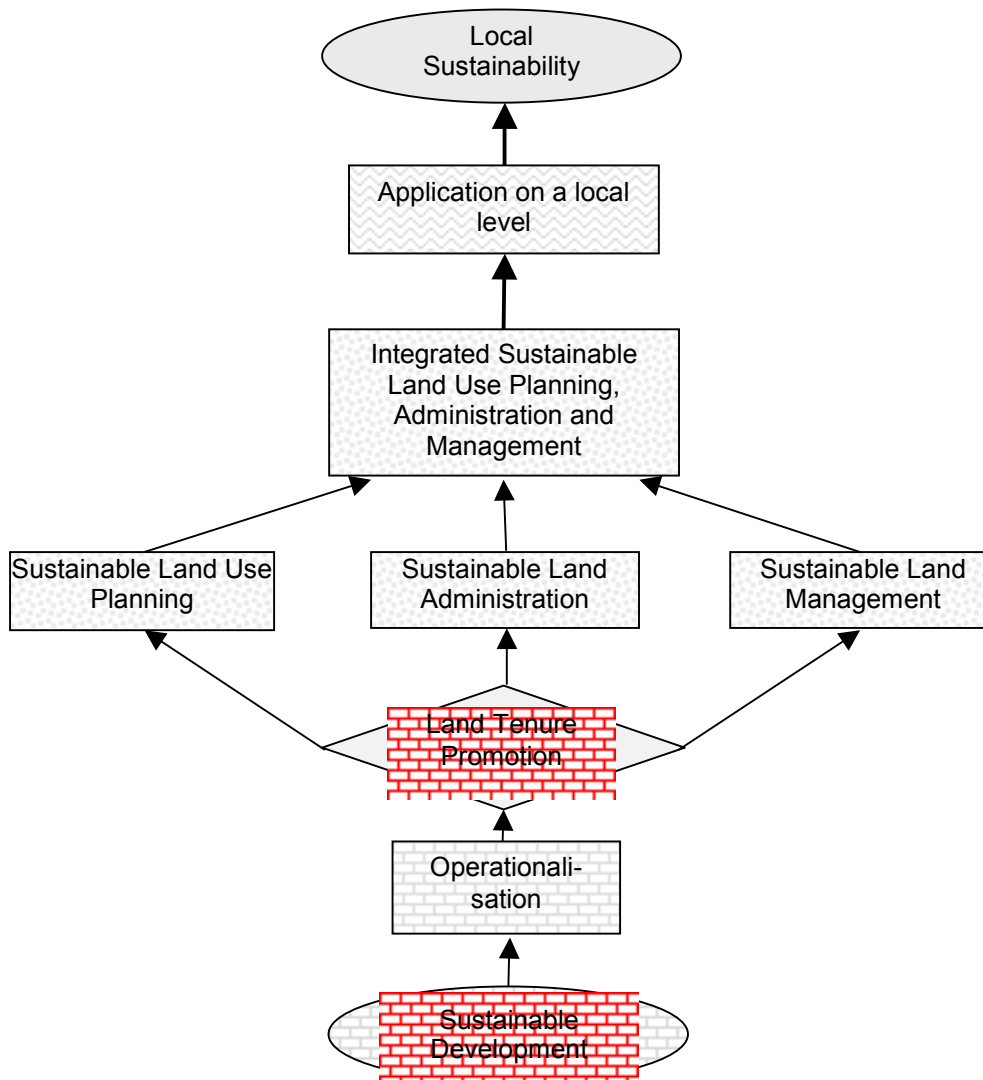 Local
Sustainability
Application on a local
level
Integrated Sustainable
Land Use Planning,
Administration and
Management
Sustainable Land Use
Planning
Sustainable Land
Administration
Sustainable Land
Management
Land Tenure
Promotion
Operationali-
sation
Sustainable
Development